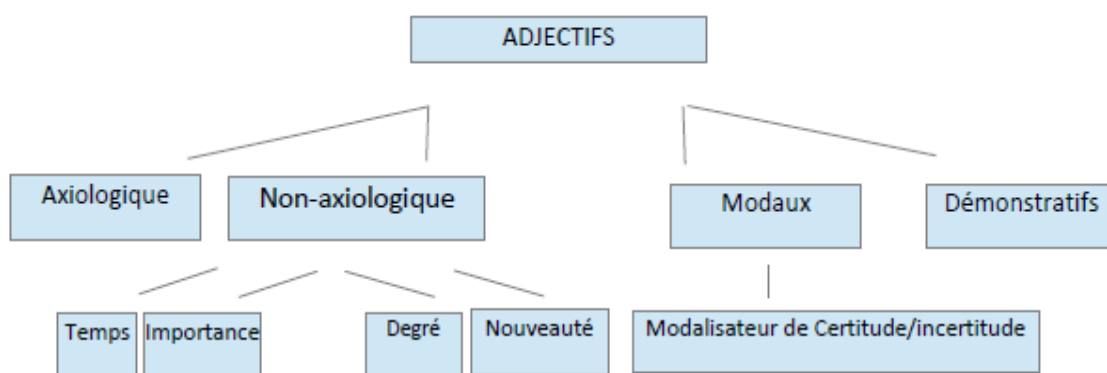 ADJECTIFS
Axiologique
Non-axiologique
Modaux
Démonstratifs
Temps
Importance
Degré
Nouveauté
Modalisateur de Certitude/incertitude